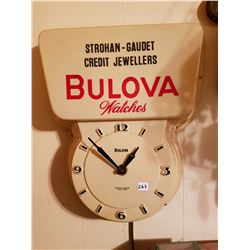 STROHAN-GAUDET
CREDIT JEWELLERS
BULOVA
Watches
12
BULOVA
3
263
9
6